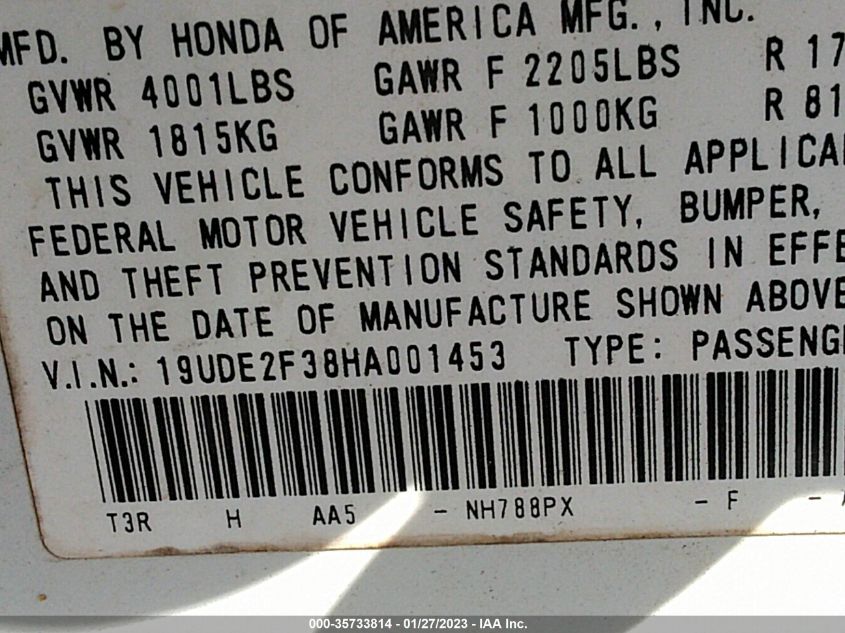 MFD. BY HONDA OF AMERICA MFG., INC.
GVWR 4001LBS GAWR F 2205LBS R 17
GVWR 1815KG GAWR F 1000KG R 81
THIS VEHICLE CONFORMS TO ALL APPLICA
FEDERAL MOTOR VEHICLE SAFETY, BUMPER,
AND THEFT PREVENTION STANDARDS IN EFFE
ON THE DATE OF MANUFACTURE SHOWN ABOVE
V.I.N.: 19UDE2F38HA001453 TYPE: PASSENG
T3R H AA5 - NH788PX - F -
000-35733814 / 01/27/2023 - IAA Inc.